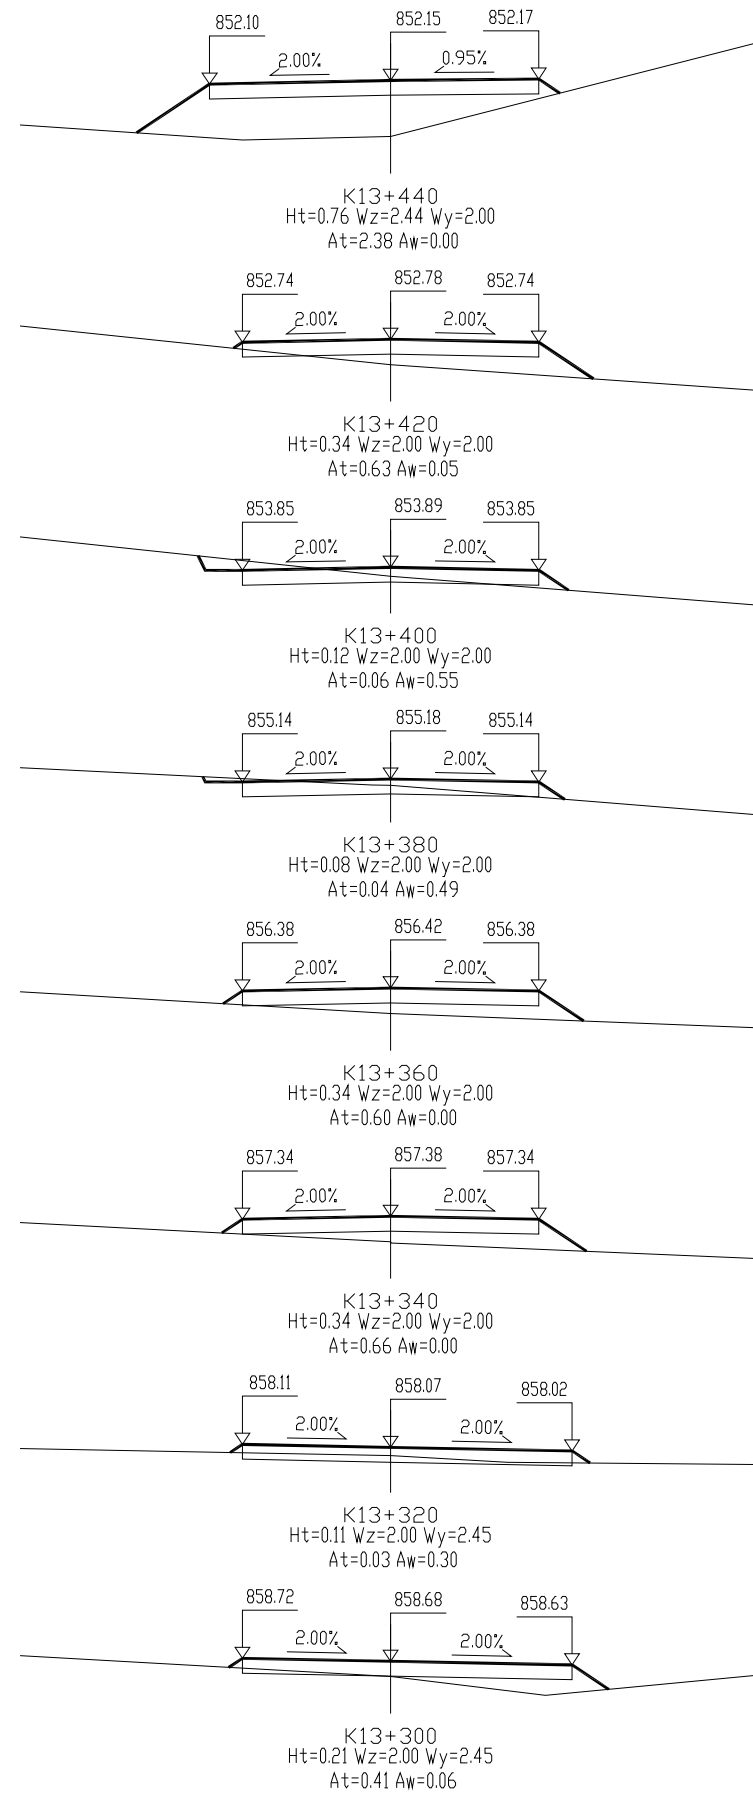 852.10 852.15 852.17
2.00% 0.95%
K13+440
Ht=0.76 Wz=2.44 Wy=2.00
At=2.38 Aw=0.00
852.74 852.78 852.74
2.00% 2.00%
K13+420
Ht=0.34 Wz=2.00 Wy=2.00
At=0.63 Aw=0.05
853.85 853.89 853.85
2.00% 2.00%
K13+400
Ht=0.12 Wz=2.00 Wy=2.00
At=0.06 Aw=0.55
855.14 855.18 855.14
2.00% 2.00%
K13+380
Ht=0.08 Wz=2.00 Wy=2.00
At=0.04 Aw=0.49
856.38 856.42 856.38
2.00% 2.00%
K13+360
Ht=0.34 Wz=2.00 Wy=2.00
At=0.60 Aw=0.00
857.34 857.38 857.34
2.00% 2.00%
K13+340
Ht=0.34 Wz=2.00 Wy=2.00
At=0.66 Aw=0.00
858.11 858.07 858.02
2.00% 2.00%
K13+320
Ht=0.11 Wz=2.00 Wy=2.45
At=0.03 Aw=0.30
858.72 858.68 858.63
2.00% 2.00%
K13+300
Ht=0.21 Wz=2.00 Wy=2.45
At=0.41 Aw=0.06